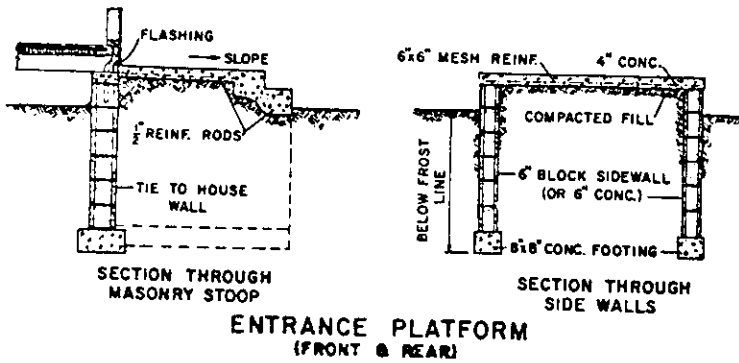 FLASHING
SLOPE
1/2" REINF. RODS
TIE TO HOUSE
WALL
SECTION THROUGH
MASONRY STOOP
6"x6" MESH REINF.
4" CONC.
COMPACTED FILL
BELOW FROST
LINE
6" BLOCK SIDEWALL
(OR 6" CONC.)
8"x8" CONC. FOOTING
SECTION THROUGH
SIDE WALLS
ENTRANCE PLATFORM
(FRONT & REAR)